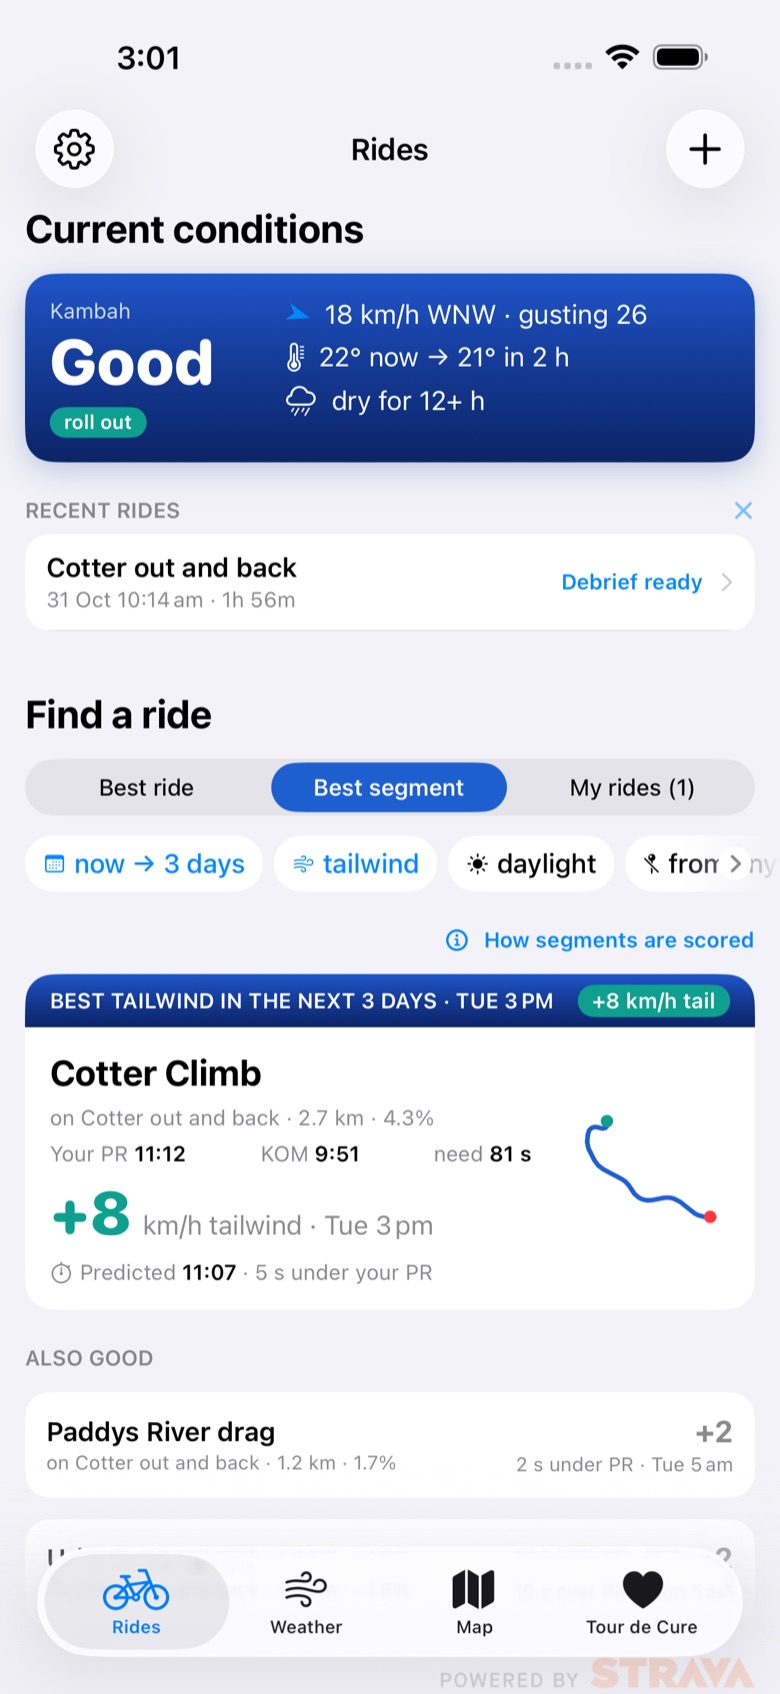 3:01
Rides
Current conditions
Kambah
Good
roll out
18 km/h WNW · gusting 26
22° now → 21° in 2 h
dry for 12+ h
RECENT RIDES
Cotter out and back
31 Oct 10:14 am · 1h 56m
Debrief ready
Find a ride
Best ride
Best segment
My rides (1)
now → 3 days
tailwind
daylight
from
How segments are scored
BEST TAILWIND IN THE NEXT 3 DAYS · TUE 3 PM
+8 km/h tail
Cotter Climb
on Cotter out and back · 2.7 km · 4.3%
Your PR 11:12 KOM 9:51 need 81 s
+8 km/h tailwind · Tue 3 pm
Predicted 11:07 · 5 s under your PR
ALSO GOOD
Paddys River drag
+2
on Cotter out and back · 1.2 km · 1.7%
2 s under PR · Tue 5 am
Rides
Weather
Map
Tour de Cure
POWERED BY STRAVA